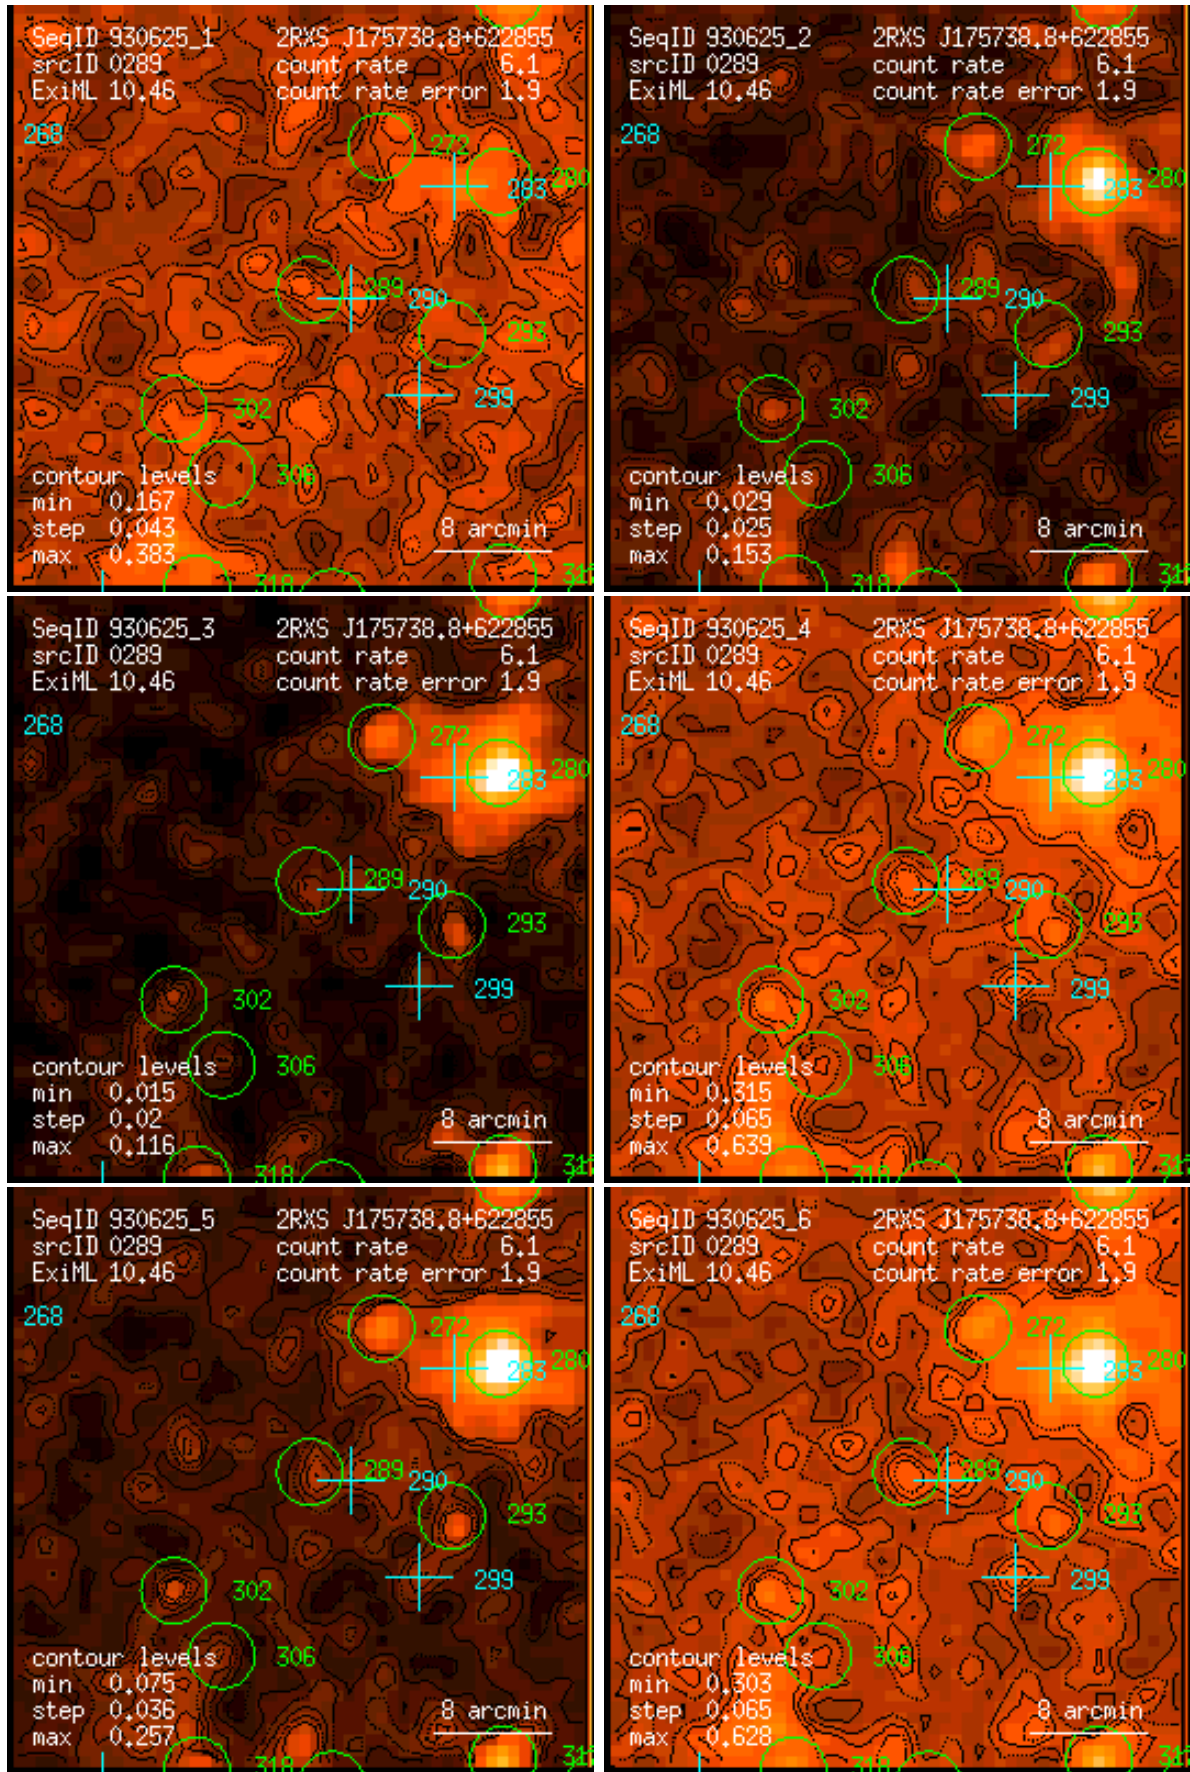 SeqID 930625_1 2RXS J175738.8+622855
srcID 0289 count rate 6.1
ExiML 10.46 count rate error 1.9
268
272
280
283
289
290
293
299
302
contour levels
306
min 0.167
step 0.043
8 arcmin
max 0.383
318
SeqID 930625_2 2RXS J175738.8+622855
srcID 0289 count rate 6.1
ExiML 10.46 count rate error 1.9
268
272
280
283
289
290
293
299
302
contour levels
306
min 0.029
step 0.025
8 arcmin
max 0.153
318
SeqID 930625_3 2RXS J175738.8+622855
srcID 0289 count rate 6.1
ExiML 10.46 count rate error 1.9
268
272
280
283
289
290
293
299
302
contour levels
306
min 0.015
step 0.02
8 arcmin
max 0.116
318
SeqID 930625_4 2RXS J175738.8+622855
srcID 0289 count rate 6.1
ExiML 10.46 count rate error 1.9
268
272
280
283
289
290
293
299
302
contour levels
306
min 0.315
step 0.065
8 arcmin
max 0.639
318
SeqID 930625_5 2RXS J175738.8+622855
srcID 0289 count rate 6.1
ExiML 10.46 count rate error 1.9
268
272
280
283
289
290
293
299
302
contour levels
306
min 0.075
step 0.036
8 arcmin
max 0.257
318
SeqID 930625_6 2RXS J175738.8+622855
srcID 0289 count rate 6.1
ExiML 10.46 count rate error 1.9
268
272
280
283
289
290
293
299
302
contour levels
306
min 0.303
step 0.065
8 arcmin
max 0.628
318